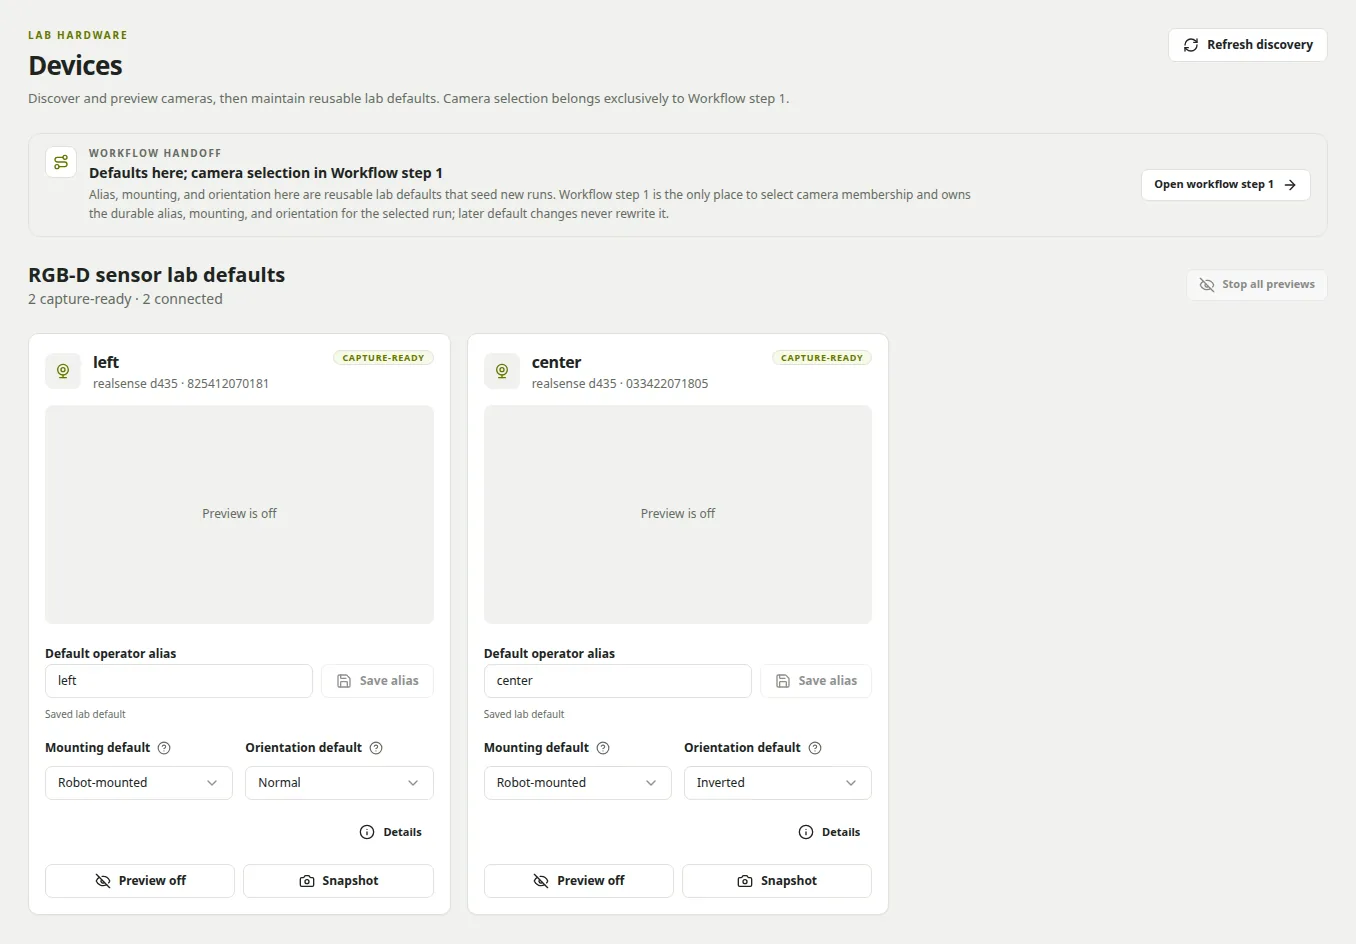 LAB HARDWARE
Devices
Discover and preview cameras, then maintain reusable lab defaults. Camera selection belongs exclusively to Workflow step 1.
Refresh discovery
WORKFLOW HANDOFF
Defaults here; camera selection in Workflow step 1
Alias, mounting, and orientation here are reusable lab defaults that seed new runs. Workflow step 1 is the only place to select camera membership and owns
the durable alias, mounting, and orientation for the selected run; later default changes never rewrite it.
Open workflow step 1
RGB-D sensor lab defaults
2 capture-ready · 2 connected
Stop all previews
left
CAPTURE-READY
realsense d435 · 825412070181
Preview is off
Default operator alias
left
Save alias
Saved lab default
Mounting default
Orientation default
Robot-mounted
Normal
Details
Preview off
Snapshot
center
CAPTURE-READY
realsense d435 · 033422071805
Preview is off
Default operator alias
center
Save alias
Saved lab default
Mounting default
Orientation default
Robot-mounted
Inverted
Details
Preview off
Snapshot